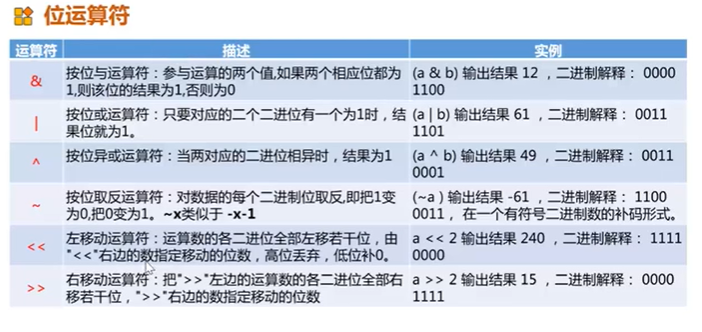 位运算符
运算符 描述 实例
& 按位与运算符：参与运算的两个值,如果两个相应位都为 (a & b) 输出结果 12 ，二进制解释： 0000
1,则该位的结果为1,否则为0 1100
| 按位或运算符：只要对应的二个二进位有一个为1时，结 (a | b) 输出结果 61 ，二进制解释： 0011
果位就为1。 1101
^ 按位异或运算符：当两对应的二进位相异时，结果为1 (a ^ b) 输出结果 49 ，二进制解释： 0011
0001
~ 按位取反运算符：对数据的每个二进制位取反,即把1变 (~a ) 输出结果 -61 ，二进制解释： 1100
为0,把0变为1。~x类似于 -x-1 0011， 在一个有符号二进制数的补码形式。
<< 左移动运算符：运算数的各二进位全部左移若干位，由 a << 2 输出结果 240 ，二进制解释： 1111
"<<"右边的数指定移动的位数，高位丢弃，低位补0。 0000
>> 右移动运算符：把">>"左边的运算数的各二进位全部右 a >> 2 输出结果 15 ，二进制解释： 0000
移若干位，">>"右边的数指定移动的位数 1111